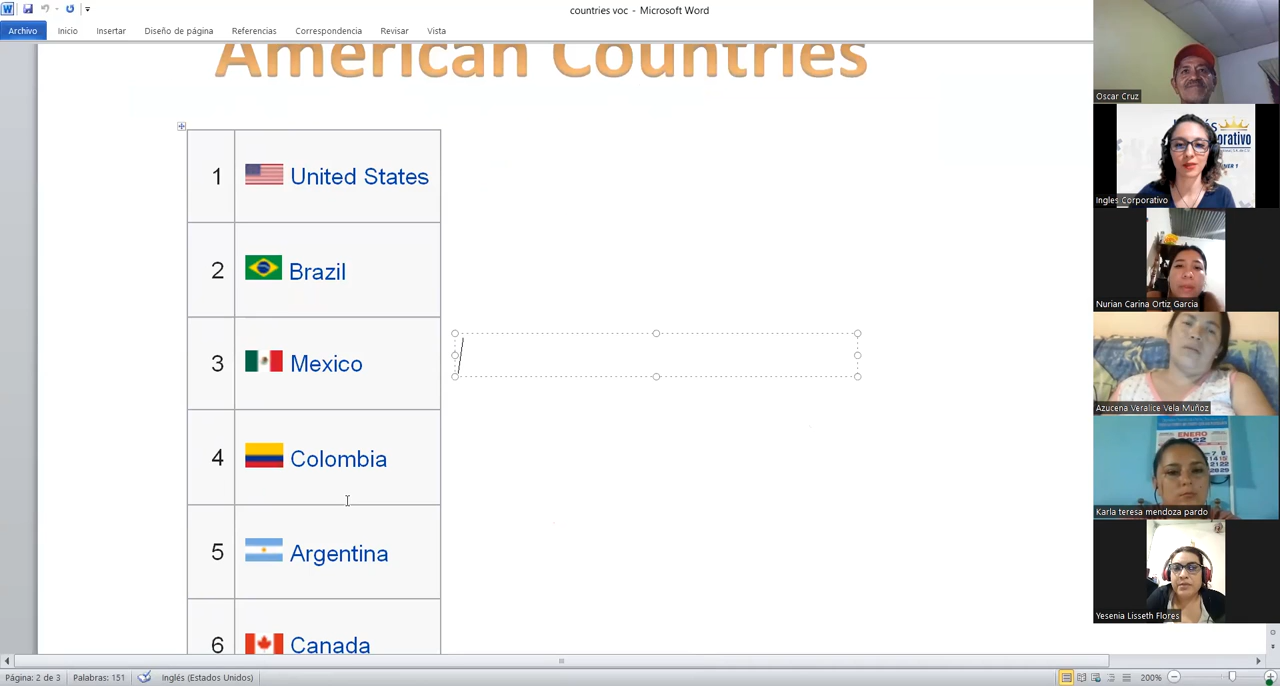 countries voc - Microsoft Word
Archivo Inicio Insertar Diseño de página Referencias Correspondencia Revisar Vista
American Countries
1 United States
2 Brazil
3 Mexico
4 Colombia
5 Argentina
6 Canada
Oscar Cruz
Ingles Corporativo
Nurian Carina Ortiz Garcia
Azucena Veralice Vela Muñoz
ENERO
2022
Karla teresa mendoza pardo
Yesenia Lisseth Flores
Página: 2 de 3 Palabras: 151 Inglés (Estados Unidos) 200%